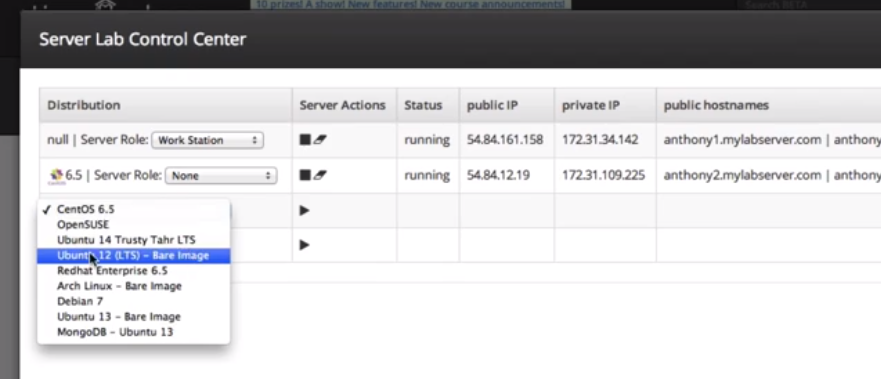 10 prizes! A show! New features! New course announcements!
Search BETA
Server Lab Control Center
Distribution Server Actions Status public IP private IP public hostnames
null | Server Role: Work Station running 54.84.161.158 172.31.34.142 anthony1.mylabserver.com | anthony
CentOS 6.5 | Server Role: None running 54.84.12.19 172.31.109.225 anthony2.mylabserver.com | anthony
✓ CentOS 6.5
OpenSUSE
Ubuntu 14 Trusty Tahr LTS
Ubuntu 12 (LTS) - Bare Image
Redhat Enterprise 6.5
Arch Linux - Bare Image
Debian 7
Ubuntu 13 - Bare Image
MongoDB - Ubuntu 13